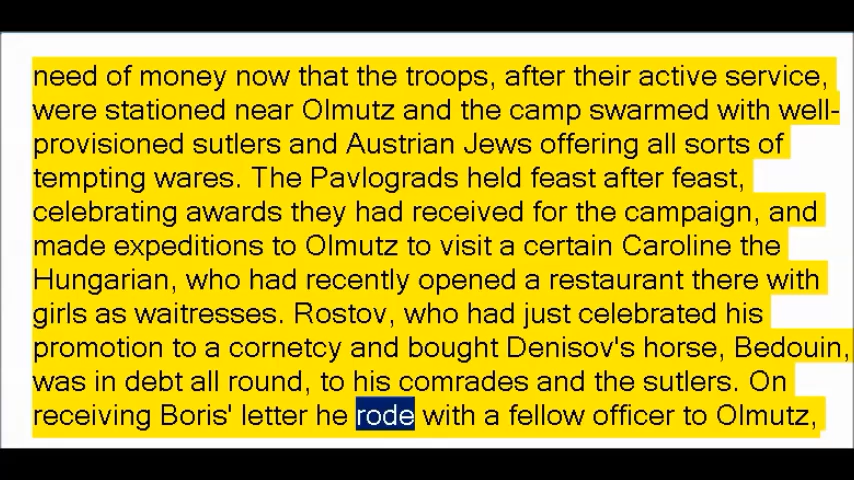 need of money now that the troops, after their active service,
were stationed near Olmutz and the camp swarmed with well-
provisioned sutlers and Austrian Jews offering all sorts of
tempting wares. The Pavlograds held feast after feast,
celebrating awards they had received for the campaign, and
made expeditions to Olmutz to visit a certain Caroline the
Hungarian, who had recently opened a restaurant there with
girls as waitresses. Rostov, who had just celebrated his
promotion to a cornetcy and bought Denisov's horse, Bedouin,
was in debt all round, to his comrades and the sutlers. On
receiving Boris' letter he rode with a fellow officer to Olmutz,